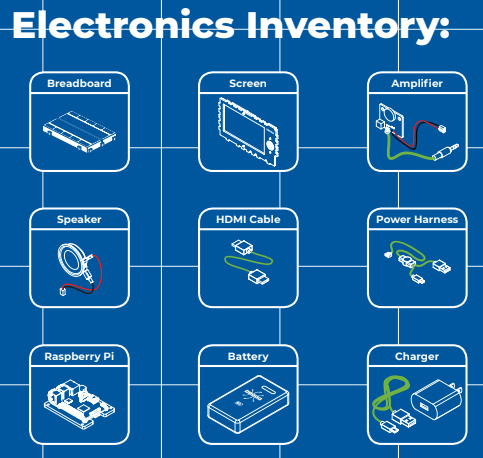 Electronics Inventory:
Breadboard
Screen
Amplifier
Speaker
HDMI Cable
Power Harness
Raspberry Pi
Battery
Charger